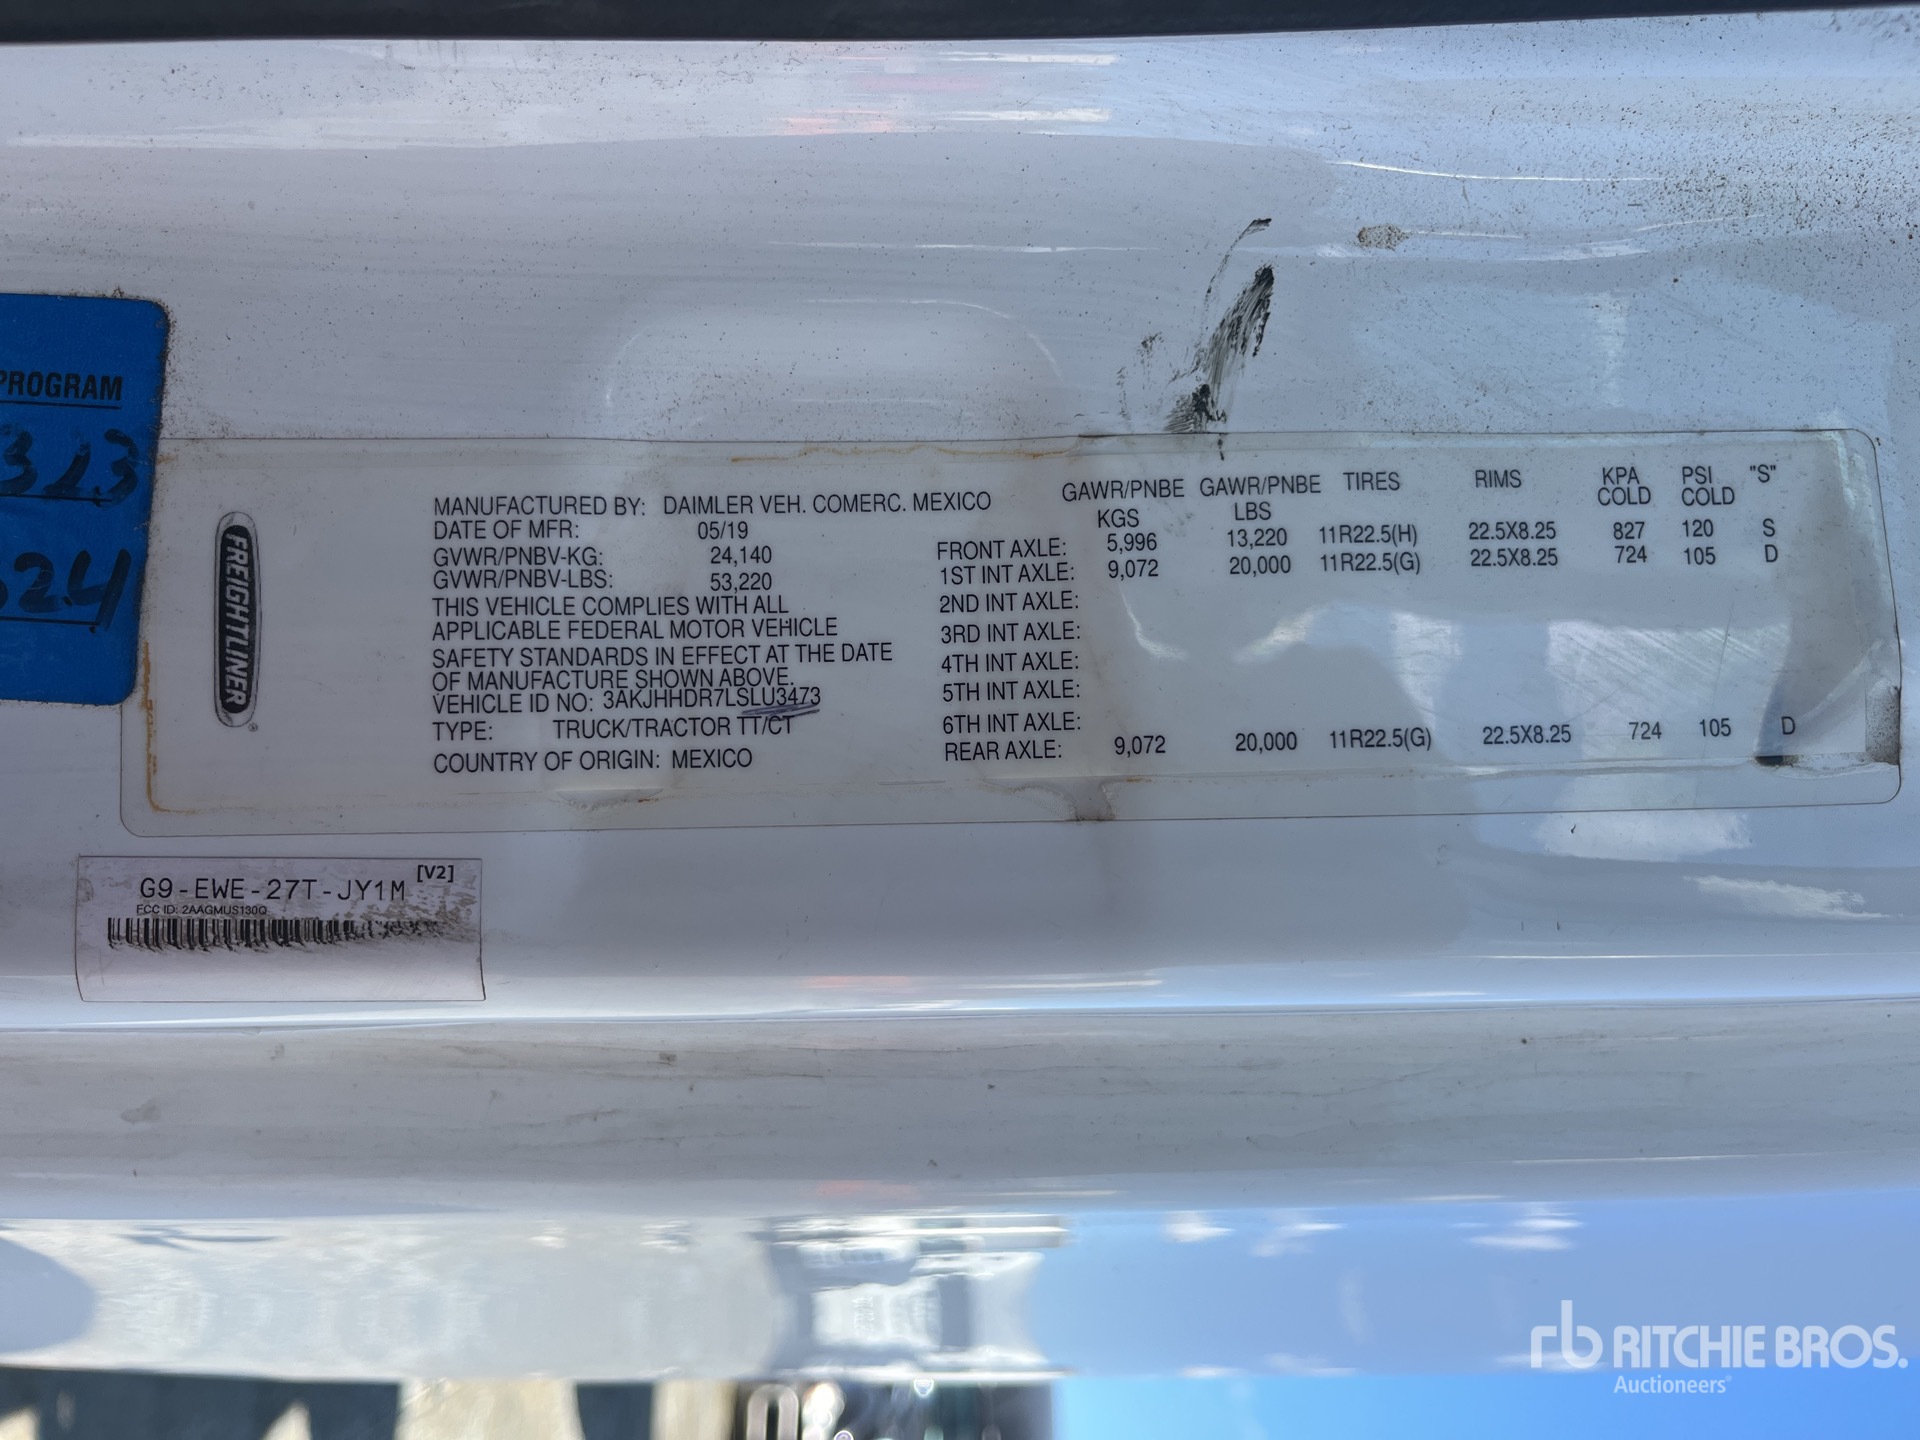 PROGRAM
313
24
FREIGHTLINER
MANUFACTURED BY: DAIMLER VEH. COMERC. MEXICO
DATE OF MFR: 05/19
GVWR/PNBV-KG: 24,140
GVWR/PNBV-LBS: 53,220
THIS VEHICLE COMPLIES WITH ALL
APPLICABLE FEDERAL MOTOR VEHICLE
SAFETY STANDARDS IN EFFECT AT THE DATE
OF MANUFACTURE SHOWN ABOVE.
VEHICLE ID NO: 3AKJHHDR7LSLU3473
TYPE: TRUCK/TRACTOR TT/CT
COUNTRY OF ORIGIN: MEXICO
GAWR/PNBE GAWR/PNBE TIRES RIMS KPA PSI "S"
KGS LBS COLD COLD
FRONT AXLE: 5,996 13,220 11R22.5(H) 22.5X8.25 827 120 S
1ST INT AXLE: 9,072 20,000 11R22.5(G) 22.5X8.25 724 105 D
2ND INT AXLE:
3RD INT AXLE:
4TH INT AXLE:
5TH INT AXLE:
6TH INT AXLE:
REAR AXLE: 9,072 20,000 11R22.5(G) 22.5X8.25 724 105 D
G9-EWE-27T-JY1M [V2]
FCC ID: 2AAGMUS130Q
rb RITCHIE BROS.
Auctioneers